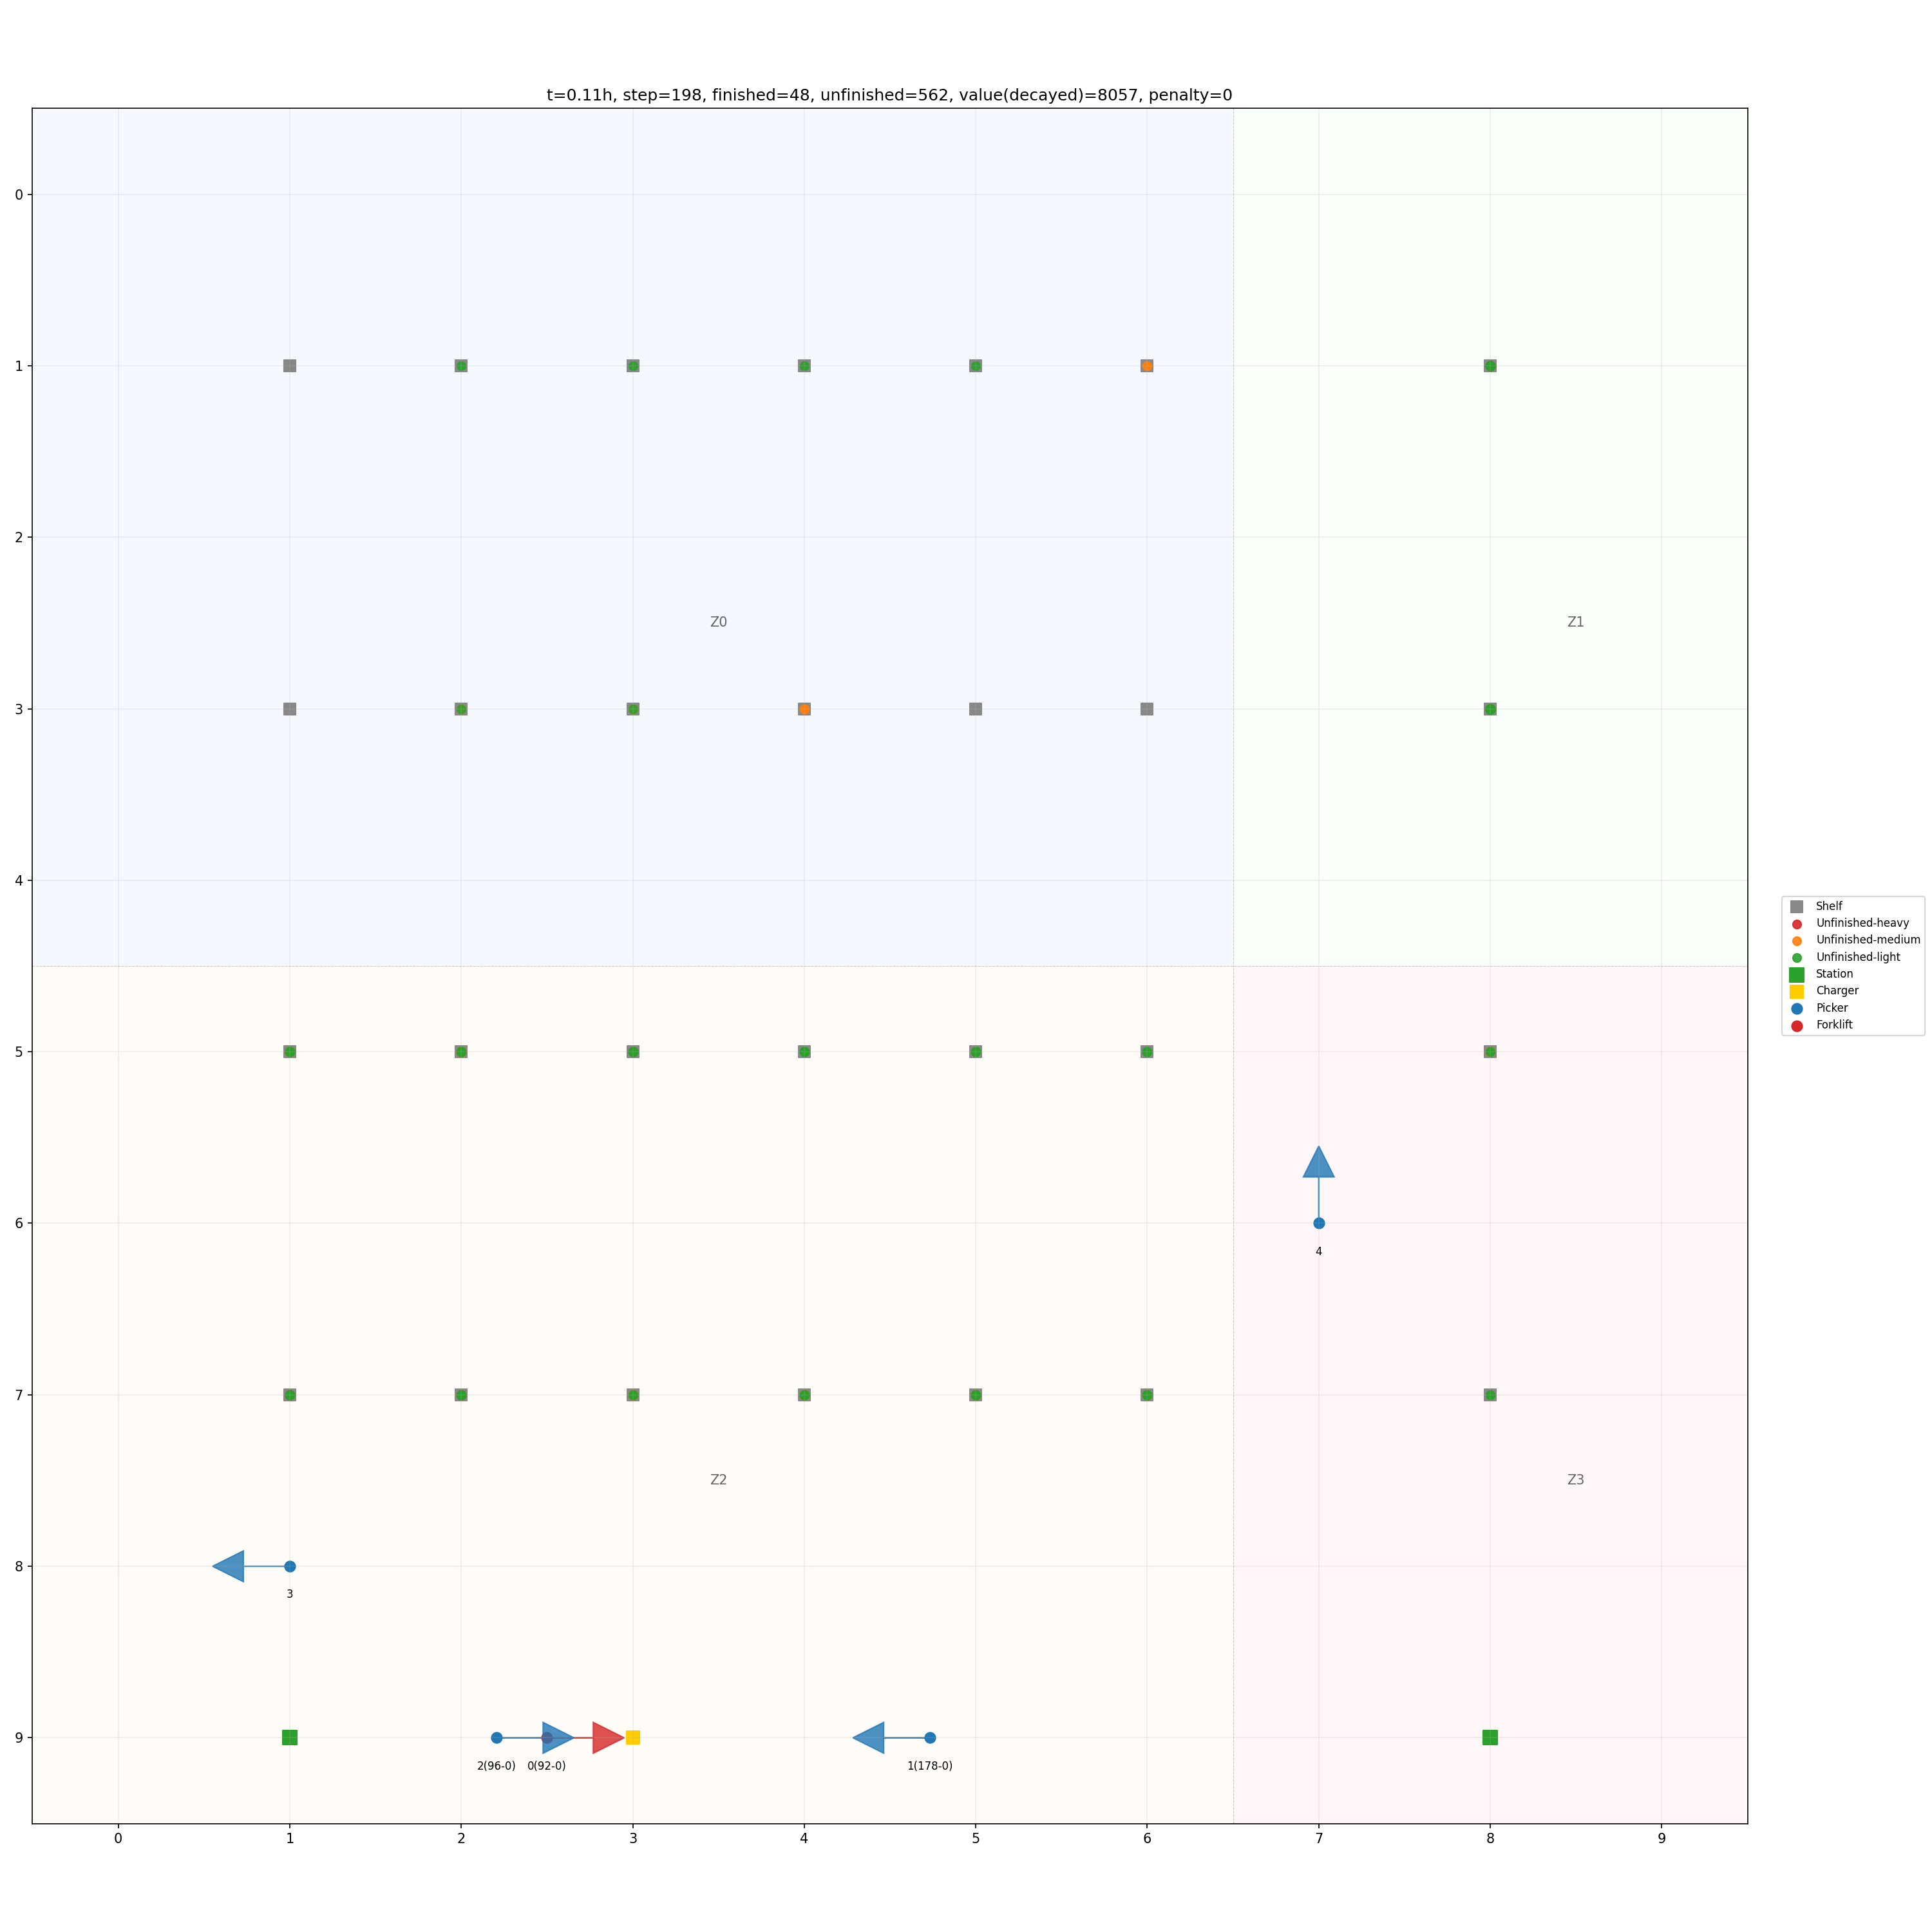 t=0.11h, step=198, finished=48, unfinished=562, value(decayed)=8057, penalty=0
0
1
2
Z0
Z1
3
4
Shelf
Unfinished-heavy
Unfinished-medium
Unfinished-light
Station
Charger
Picker
Forklift
5
6
4
7
Z2
Z3
8
3
9
2(96-0)
0(92-0)
1(178-0)
0
1
2
3
4
5
6
7
8
9